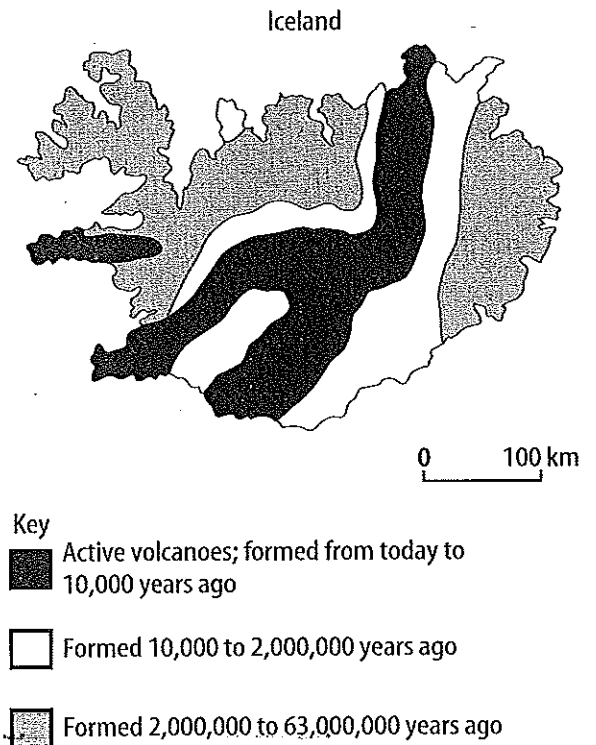 Iceland
0 100 km
Key
Active volcanoes; formed from today to
10,000 years ago
Formed 10,000 to 2,000,000 years ago
Formed 2,000,000 to 63,000,000 years ago